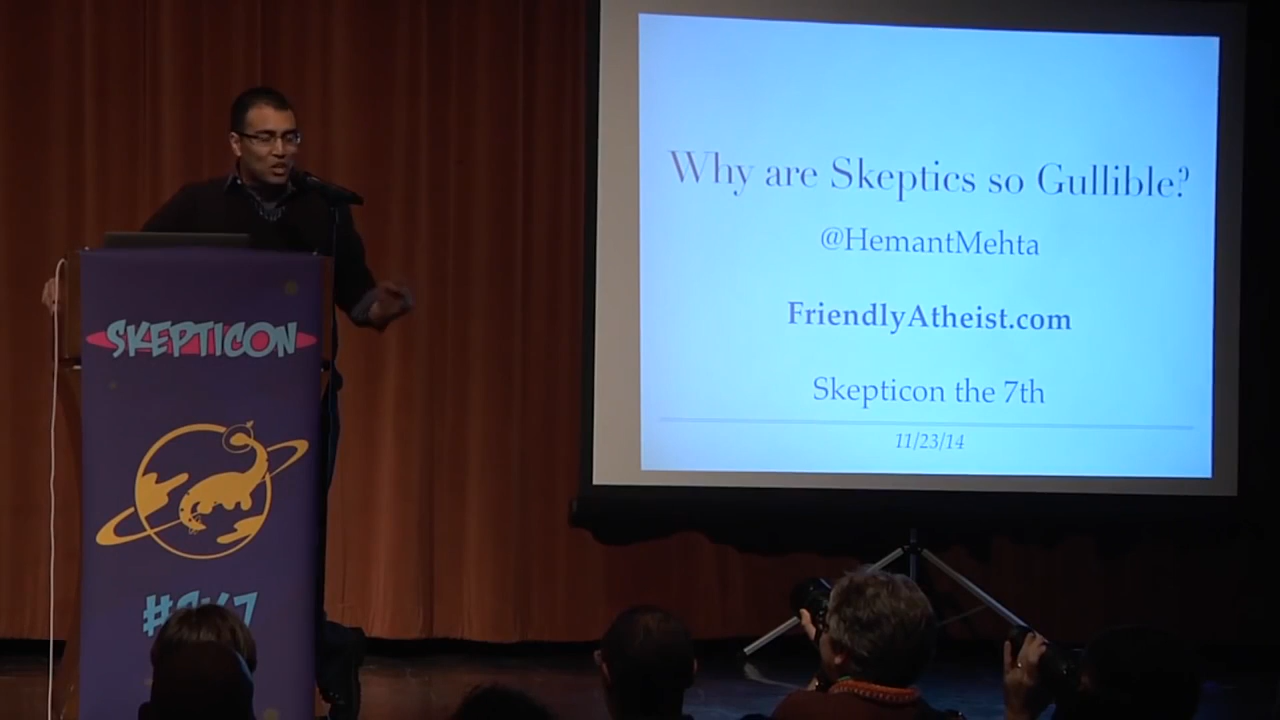 Why are Skeptics so Gullible?
@HemantMehta
FriendlyAtheist.com
Skepticon the 7th
11/23/14
SKEPTICON